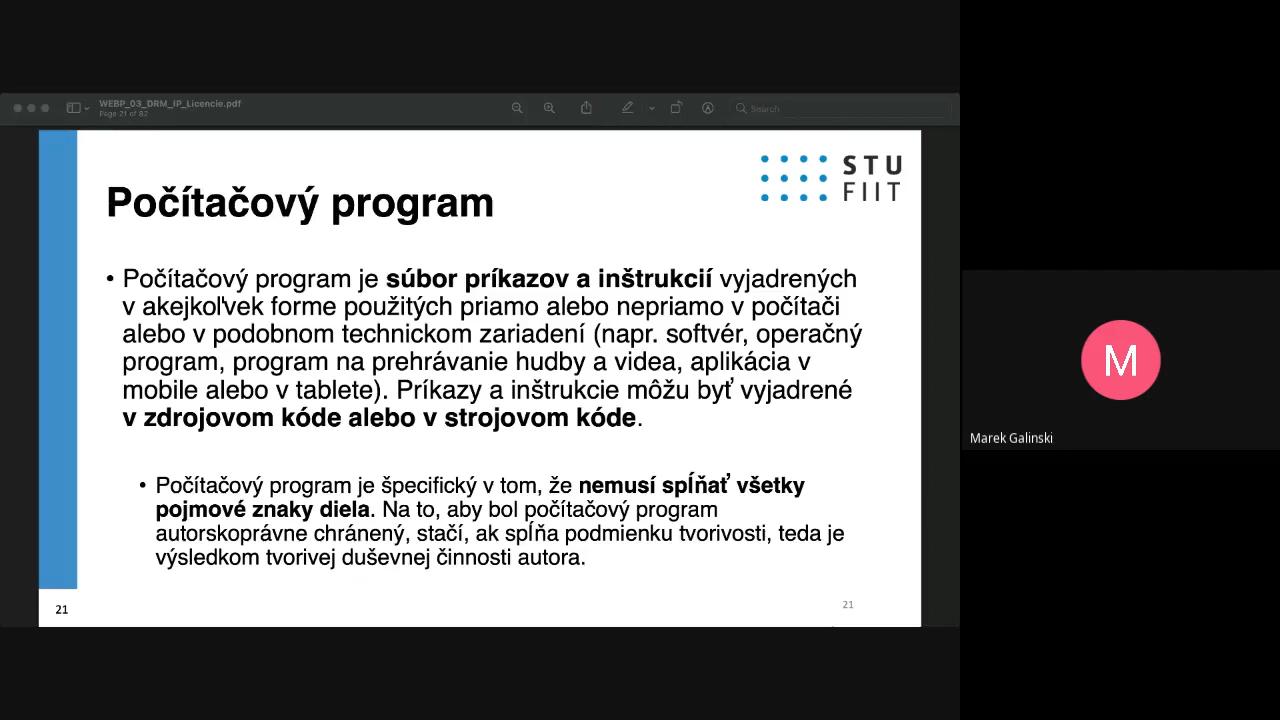 WEBP_03_DRM_IP_Licencie.pdf
Page 21 of 82
Search
STU
FIIT
Počítačový program
• Počítačový program je súbor príkazov a inštrukcií vyjadrených
v akejkoľvek forme použitých priamo alebo nepriamo v počítači
alebo v podobnom technickom zariadení (napr. softvér, operačný
program, program na prehrávanie hudby a videa, aplikácia v
mobile alebo v tablete). Príkazy a inštrukcie môžu byť vyjadrené
v zdrojovom kóde alebo v strojovom kóde.
• Počítačový program je špecifický v tom, že nemusí spĺňať všetky
pojmové znaky diela. Na to, aby bol počítačový program
autorskoprávne chránený, stačí, ak spĺňa podmienku tvorivosti, teda je
výsledkom tvorivej duševnej činnosti autora.
21
21
M
Marek Galinski